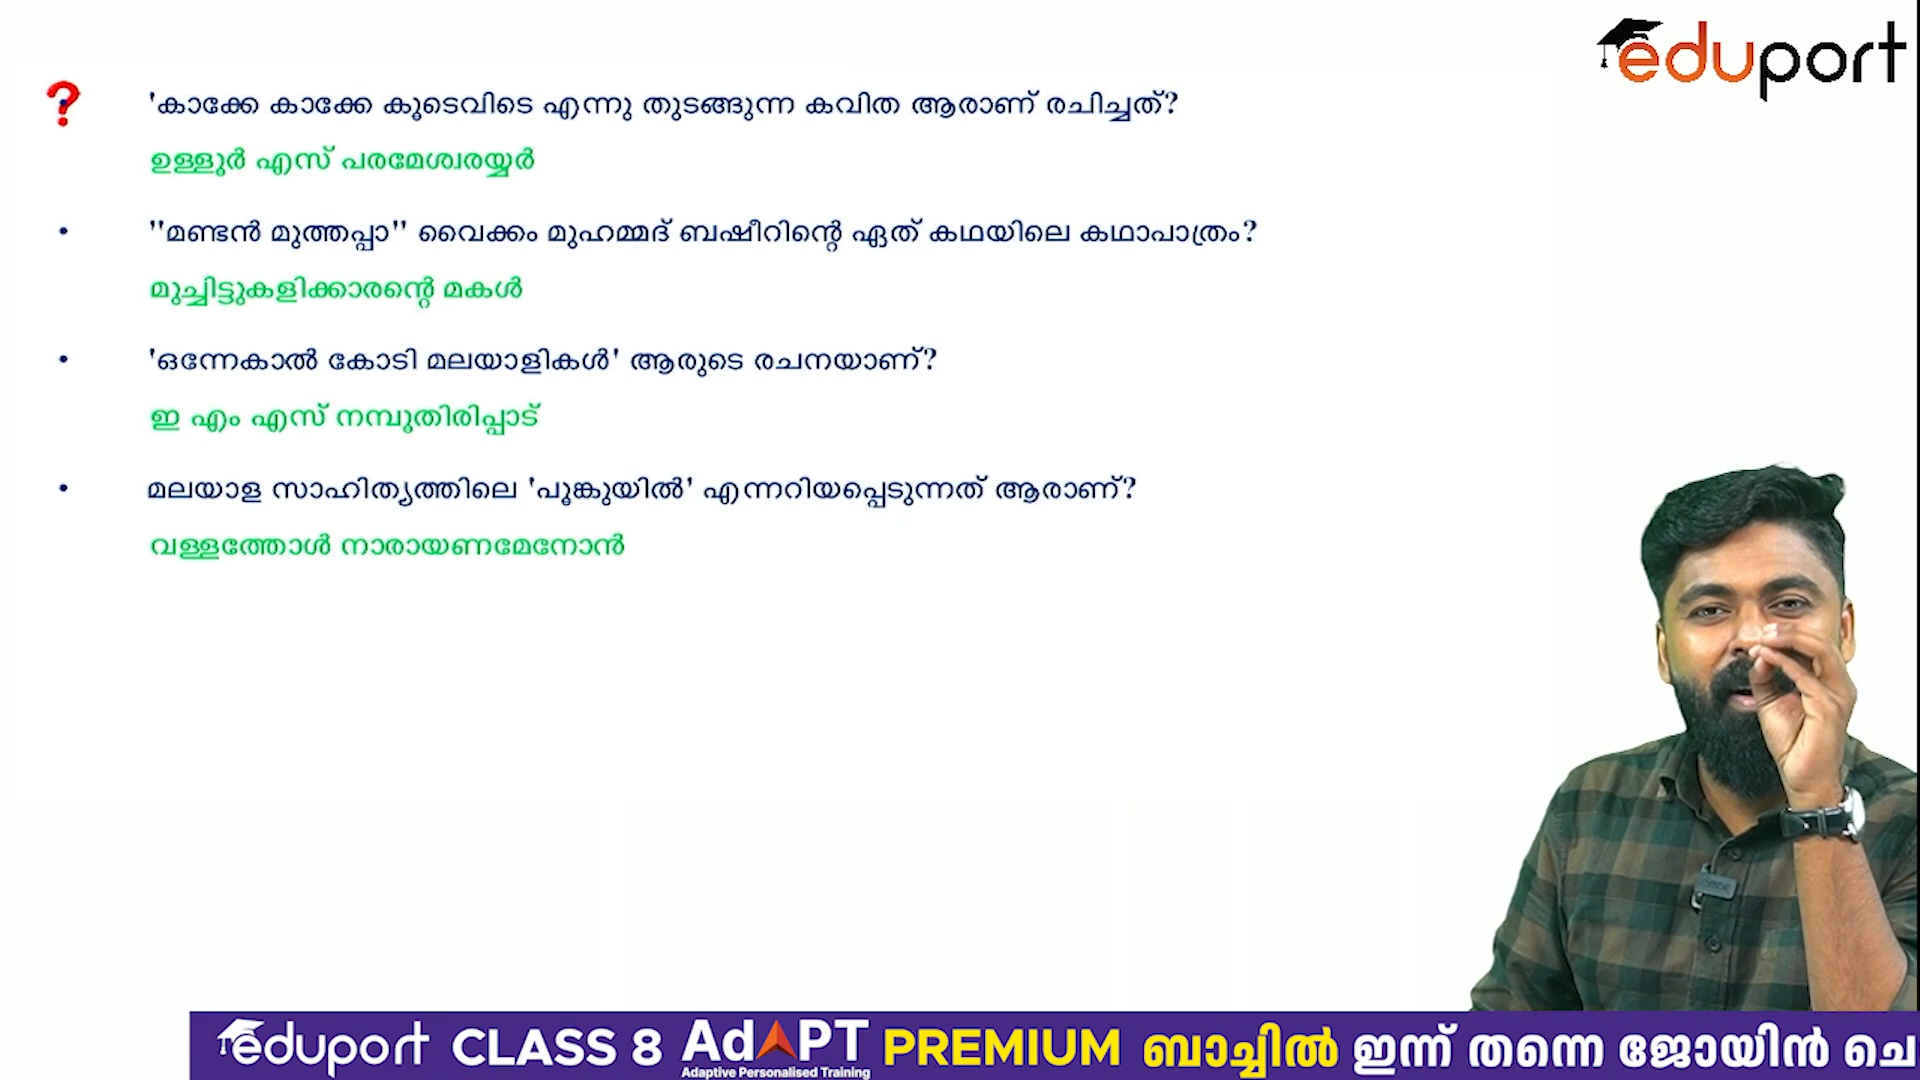 eduport
? 'കാക്കേ കാക്കേ കൂടെവിടെ എന്നു തുടങ്ങുന്ന കവിത ആരാണ് രചിച്ചത്?
ഉള്ളൂർ എസ് പരമേശ്വരയ്യർ
• "മണ്ടൻ മുത്തപ്പാ" വൈക്കം മുഹമ്മദ് ബഷീറിന്റെ ഏത് കഥയിലെ കഥാപാത്രം?
മുച്ചിട്ടുകളിക്കാരന്റെ മകൾ
• 'ഒന്നേകാൽ കോടി മലയാളികൾ' ആരുടെ രചനയാണ്?
ഇ എം എസ് നമ്പൂതിരിപ്പാട്
• മലയാള സാഹിത്യത്തിലെ 'പൂങ്കുയിൽ' എന്നറിയപ്പെടുന്നത് ആരാണ്?
വള്ളത്തോൾ നാരായണമേനോൻ
eduport CLASS 8 AdAPT PREMIUM ബാച്ചിൽ ഇന്ന് തന്നെ ജോയിൻ ചെ
Adaptive Personalised Training